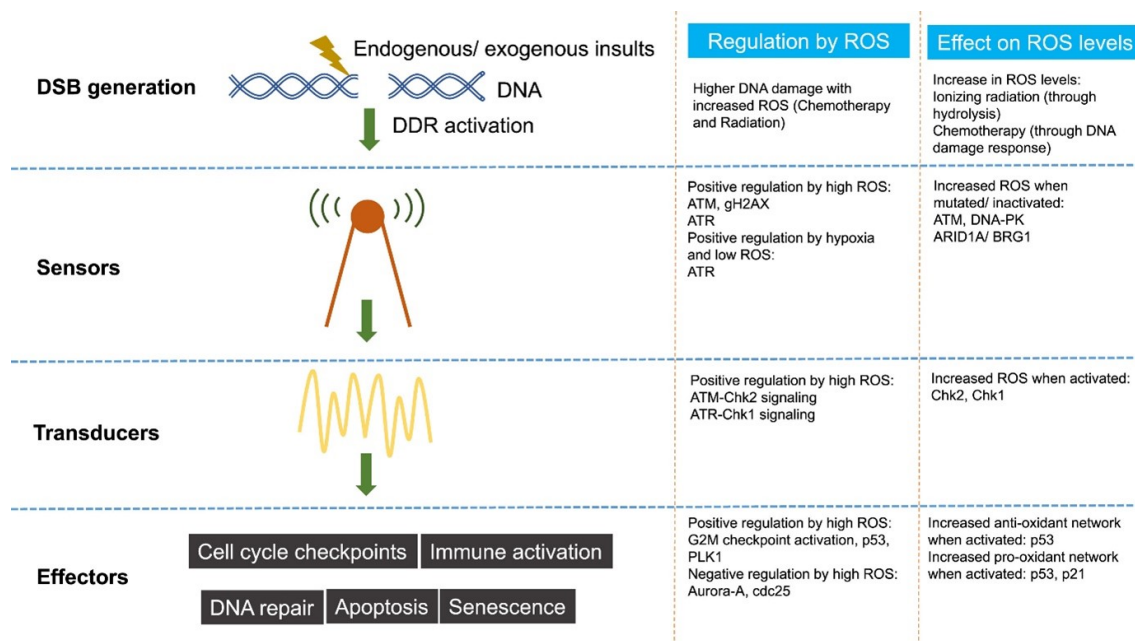 Regulation by ROS
Effect on ROS levels
DSB generation
Endogenous/ exogenous insults
DNA
DDR activation
Higher DNA damage with
increased ROS (Chemotherapy
and Radiation)
Increase in ROS levels:
Ionizing radiation (through
hydrolysis)
Chemotherapy (through DNA
damage response)
Sensors
Positive regulation by high ROS:
ATM, gH2AX
ATR
Positive regulation by hypoxia
and low ROS:
ATR
Increased ROS when
mutated/ inactivated:
ATM, DNA-PK
ARID1A/ BRG1
Transducers
Positive regulation by high ROS:
ATM-Chk2 signaling
ATR-Chk1 signaling
Increased ROS when activated:
Chk2, Chk1
Effectors
Cell cycle checkpoints
Immune activation
DNA repair
Apoptosis
Senescence
Positive regulation by high ROS:
G2M checkpoint activation, p53,
PLK1
Negative regulation by high ROS:
Aurora-A, cdc25
Increased anti-oxidant network
when activated: p53
Increased pro-oxidant network
when activated: p53, p21